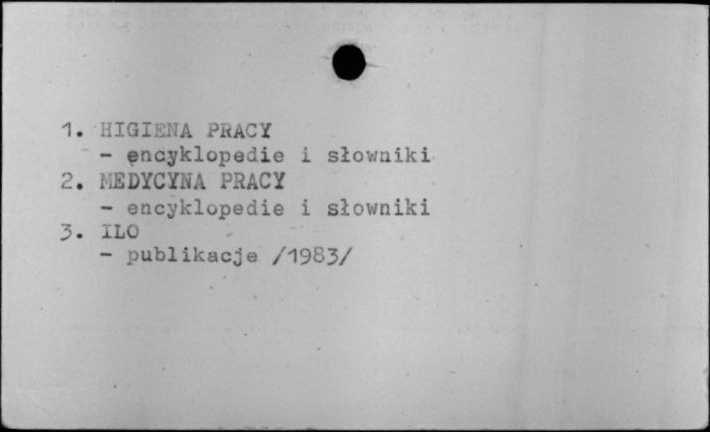 1. HIGIENA PRACY
- encyklopedie i słowniki
2. MEDYCYNA PRACY
- encyklopedie i słowniki
3. ILO
- publikacje /1983/